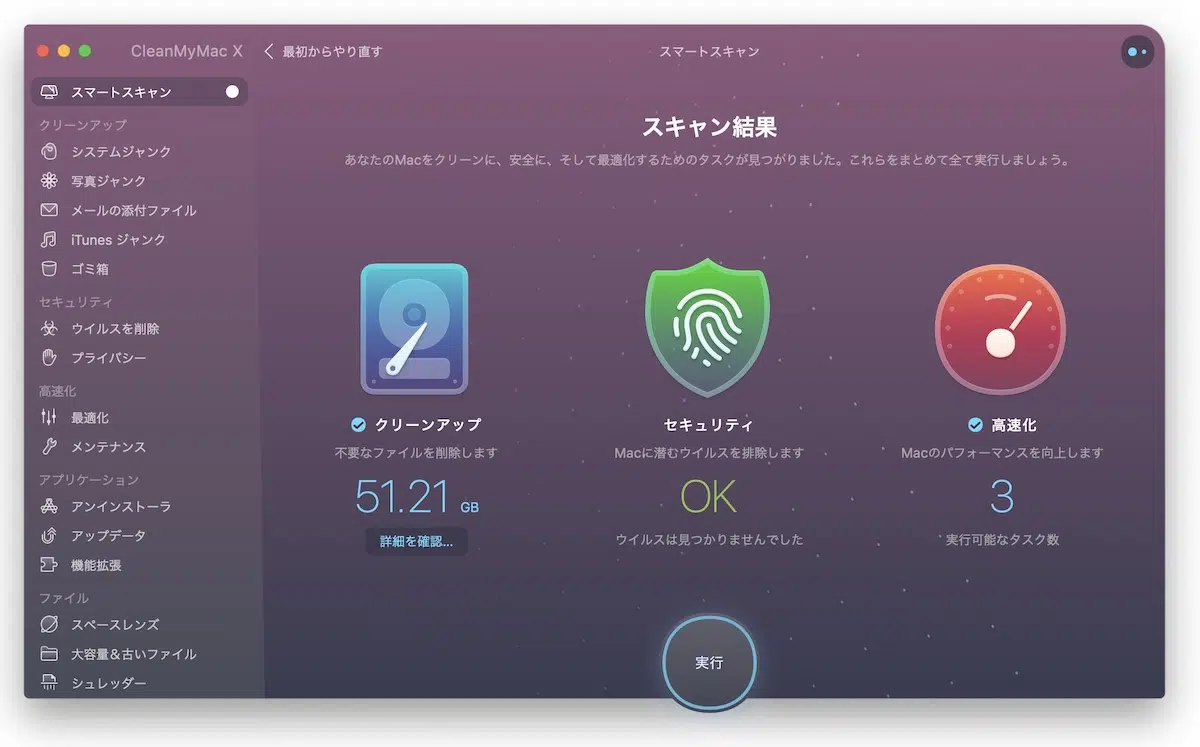 CleanMyMac X
最初からやり直す
スマートスキャン
スマートスキャン
クリーンアップ
システムジャンク
写真ジャンク
メールの添付ファイル
iTunes ジャンク
ゴミ箱
セキュリティ
ウイルスを削除
プライバシー
高速化
最適化
メンテナンス
アプリケーション
アンインストーラ
アップデータ
機能拡張
ファイル
スペースレンズ
大容量&古いファイル
シュレッダー
スキャン結果
あなたのMacをクリーンに、安全に、そして最適化するためのタスクが見つがりました。これらをまとめて全て実行しましょう。
クリーンアップ
不要なファイルを削除します
51.21 GB
詳細を確認...
セキュリティ
Macに潜むウイルスを排除します
OK
ウイルスは見つかりませんでした
高速化
Macのパフォーマンスを向上します
3
実行可能なタスク数
実行